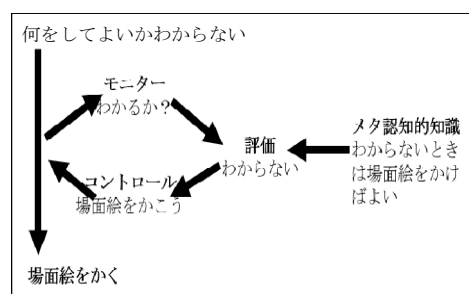 何をしてよいかわからない
モニター
わかるか？
評価
わからない
メタ認知的知識
わからないとき
は場面絵をかけ
ばよい
コントロール
場面絵をかこう
場面絵をかく